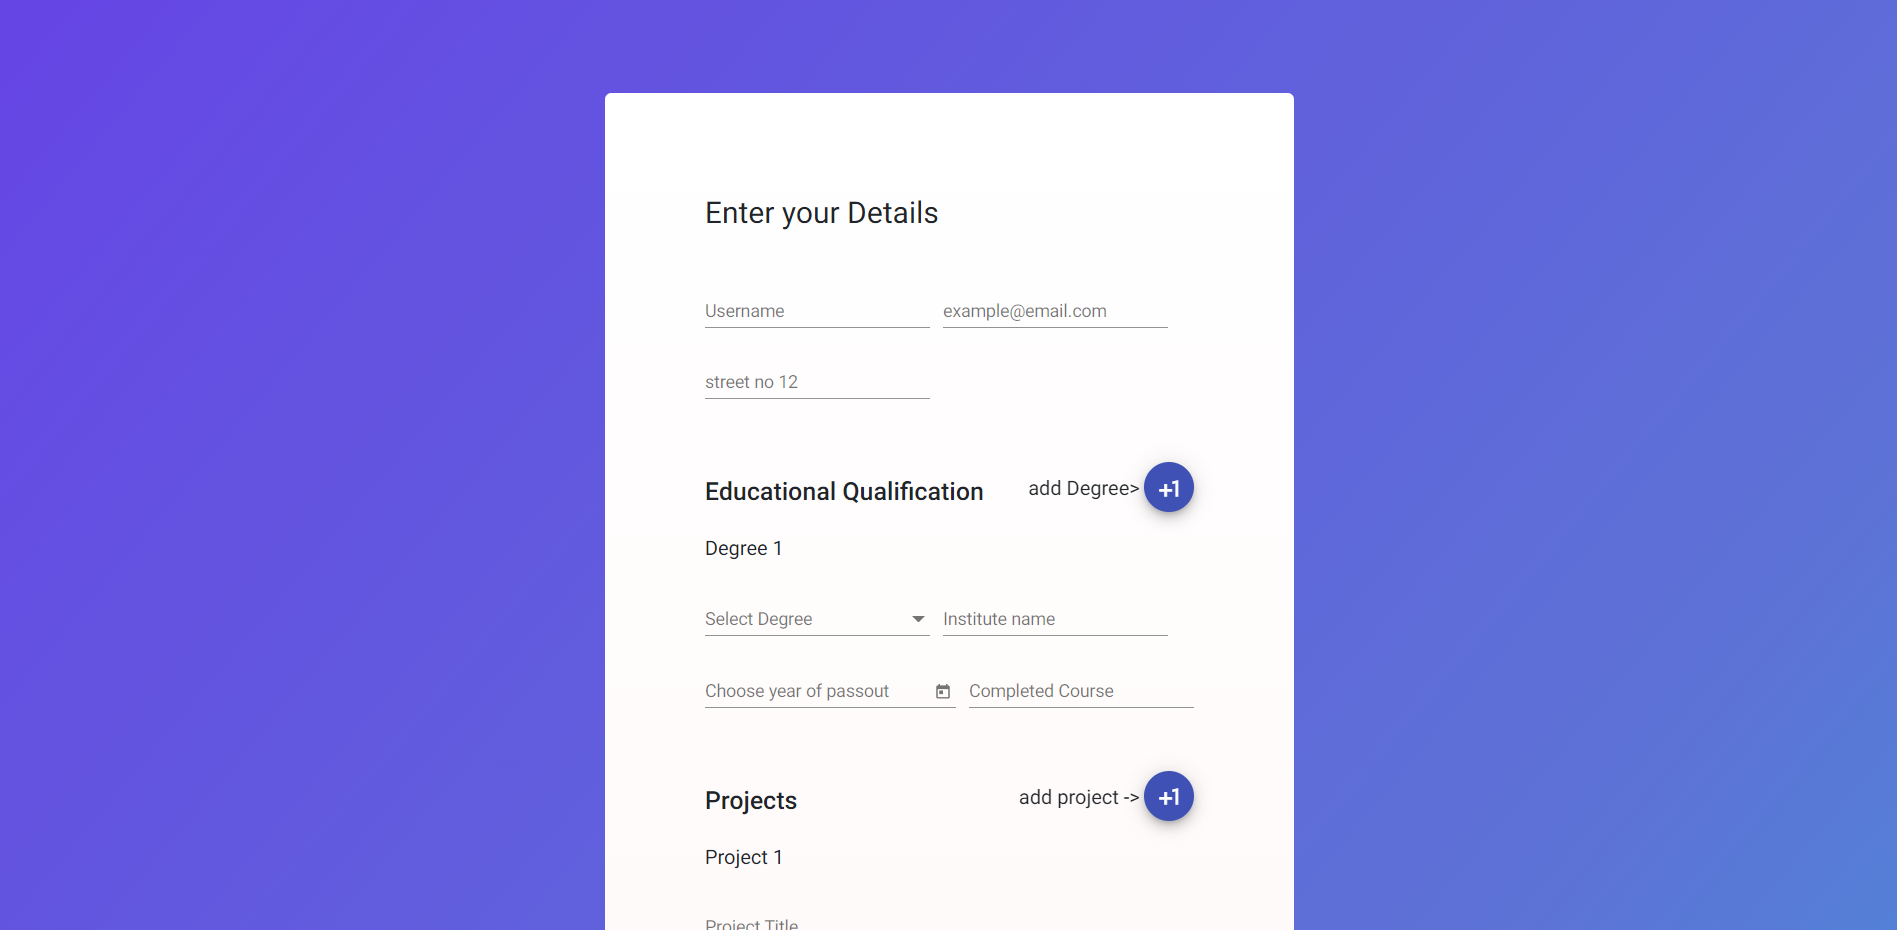 Enter your Details
Username example@email.com
street no 12
Educational Qualification add Degree> +1
Degree 1
Select Degree Institute name
Choose year of passout Completed Course
Projects add project -> +1
Project 1
Project Title